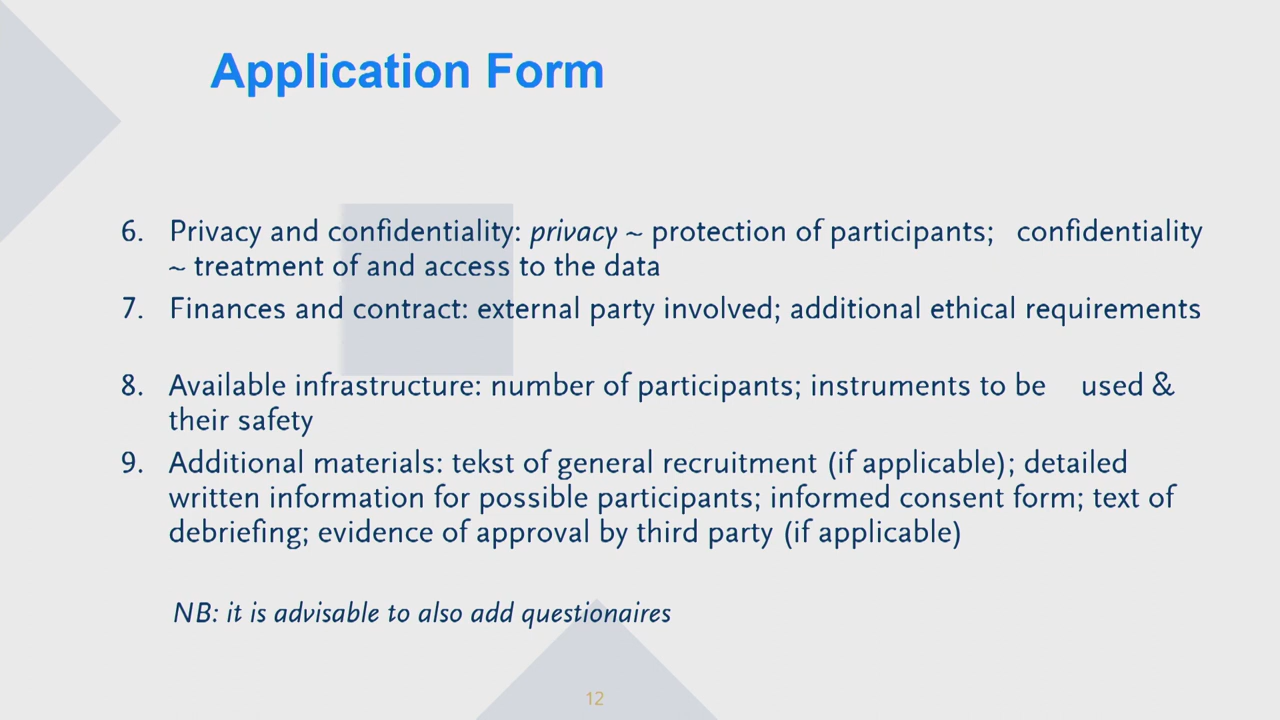 Application Form
6. Privacy and confidentiality: privacy ~ protection of participants; confidentiality
~ treatment of and access to the data
7. Finances and contract: external party involved; additional ethical requirements
8. Available infrastructure: number of participants; instruments to be used &
their safety
9. Additional materials: tekst of general recruitment (if applicable); detailed
written information for possible participants; informed consent form; text of
debriefing; evidence of approval by third party (if applicable)
NB: it is advisable to also add questionaires
12